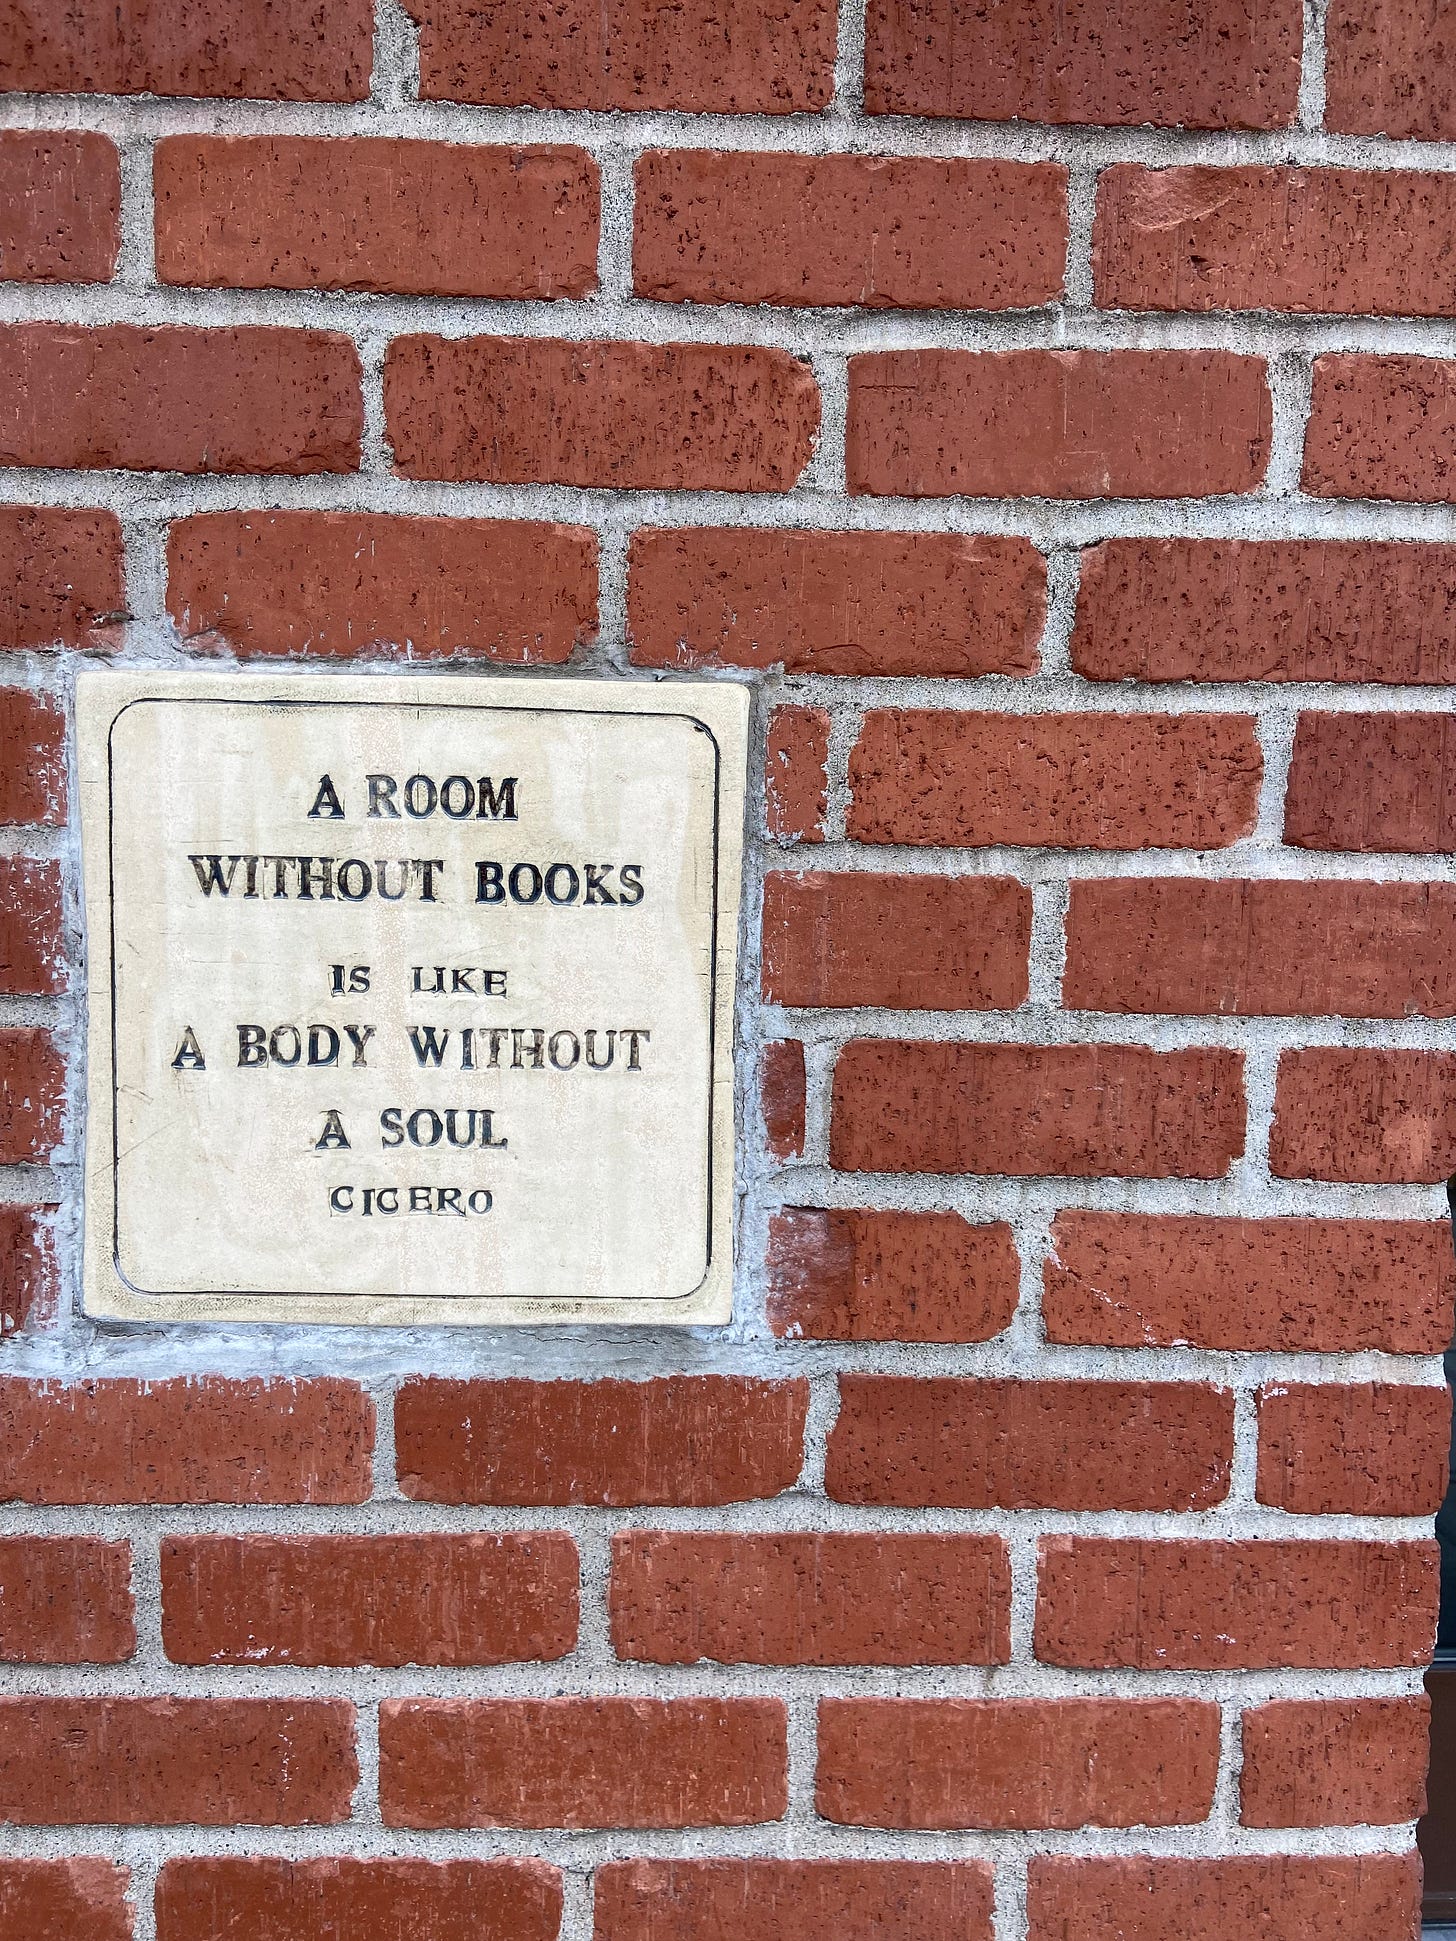 A ROOM
WITHOUT BOOKS
IS LIKE
A BODY WITHOUT
A SOUL
CICERO